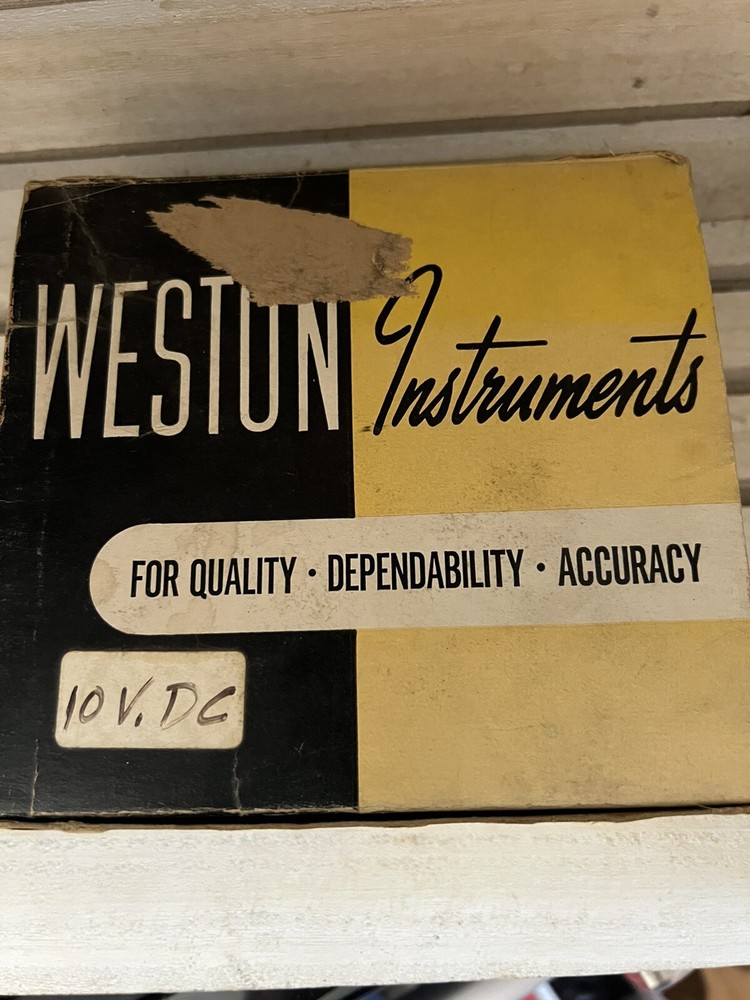 WESTON Instruments
FOR QUALITY · DEPENDABILITY · ACCURACY
10 V. DC